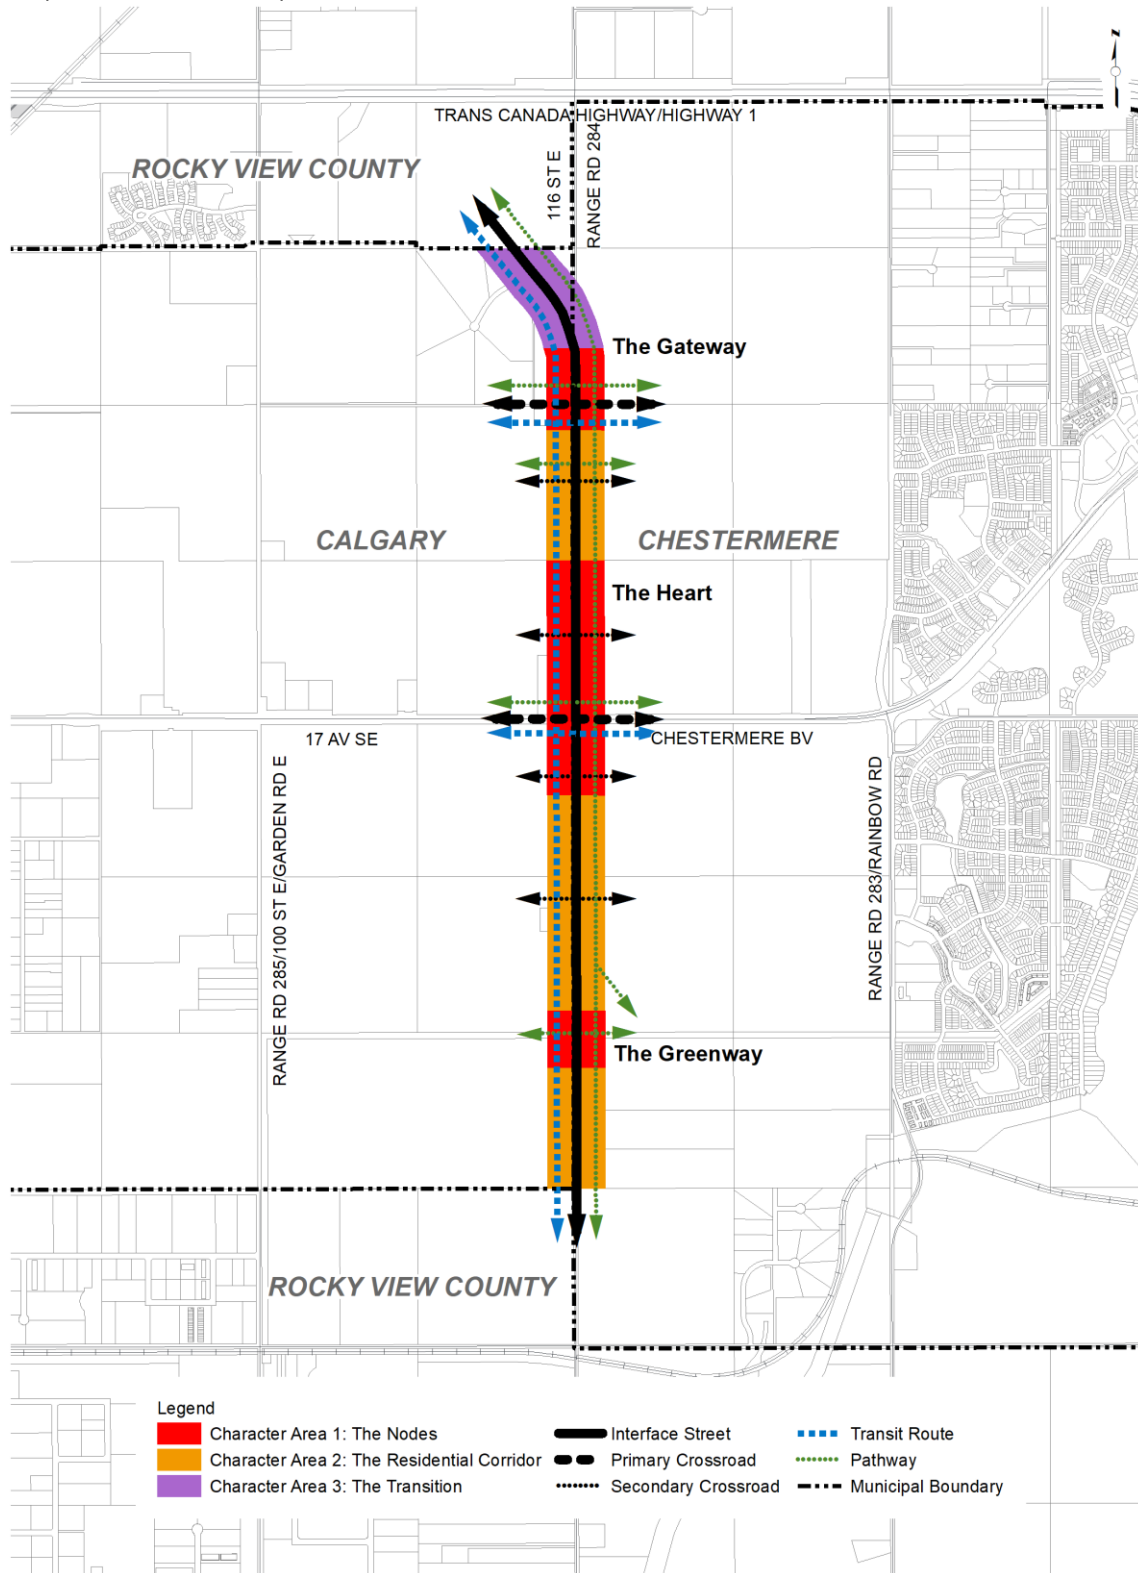 N
TRANS CANADA HIGHWAY/HIGHWAY 1
ROCKY VIEW COUNTY
116 ST E
RANGE RD 284
The Gateway
CALGARY
CHESTERMERE
The Heart
17 AV SE
CHESTERMERE BV
RANGE RD 285/100 ST E/GARDEN RD E
RANGE RD 283/RAINBOW RD
The Greenway
ROCKY VIEW COUNTY
Legend
Character Area 1: The Nodes
Character Area 2: The Residential Corridor
Character Area 3: The Transition
Interface Street
Primary Crossroad
Secondary Crossroad
Transit Route
Pathway
Municipal Boundary